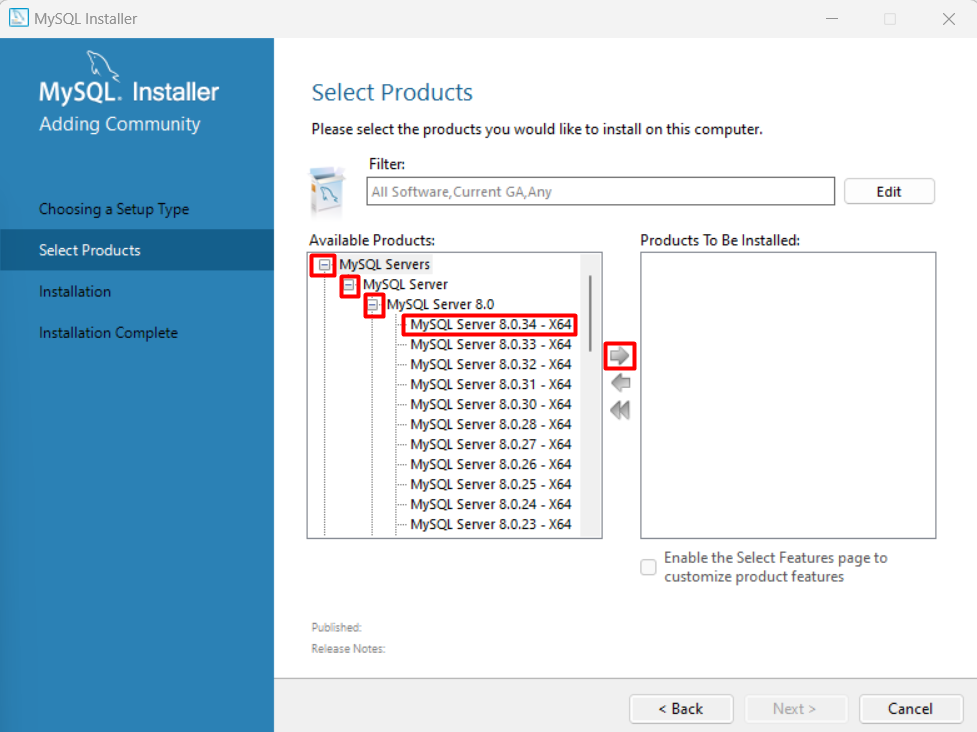 MySQL Installer
MySQL. Installer
Adding Community
Choosing a Setup Type
Select Products
Installation
Installation Complete
Select Products
Please select the products you would like to install on this computer.
Filter:
All Software,Current GA,Any
Edit
Available Products:
MySQL Servers
MySQL Server
MySQL Server 8.0
MySQL Server 8.0.34 - X64
MySQL Server 8.0.33 - X64
MySQL Server 8.0.32 - X64
MySQL Server 8.0.31 - X64
MySQL Server 8.0.30 - X64
MySQL Server 8.0.28 - X64
MySQL Server 8.0.27 - X64
MySQL Server 8.0.26 - X64
MySQL Server 8.0.25 - X64
MySQL Server 8.0.24 - X64
MySQL Server 8.0.23 - X64
Products To Be Installed:
Enable the Select Features page to
customize product features
Published:
Release Notes:
< Back
Next >
Cancel